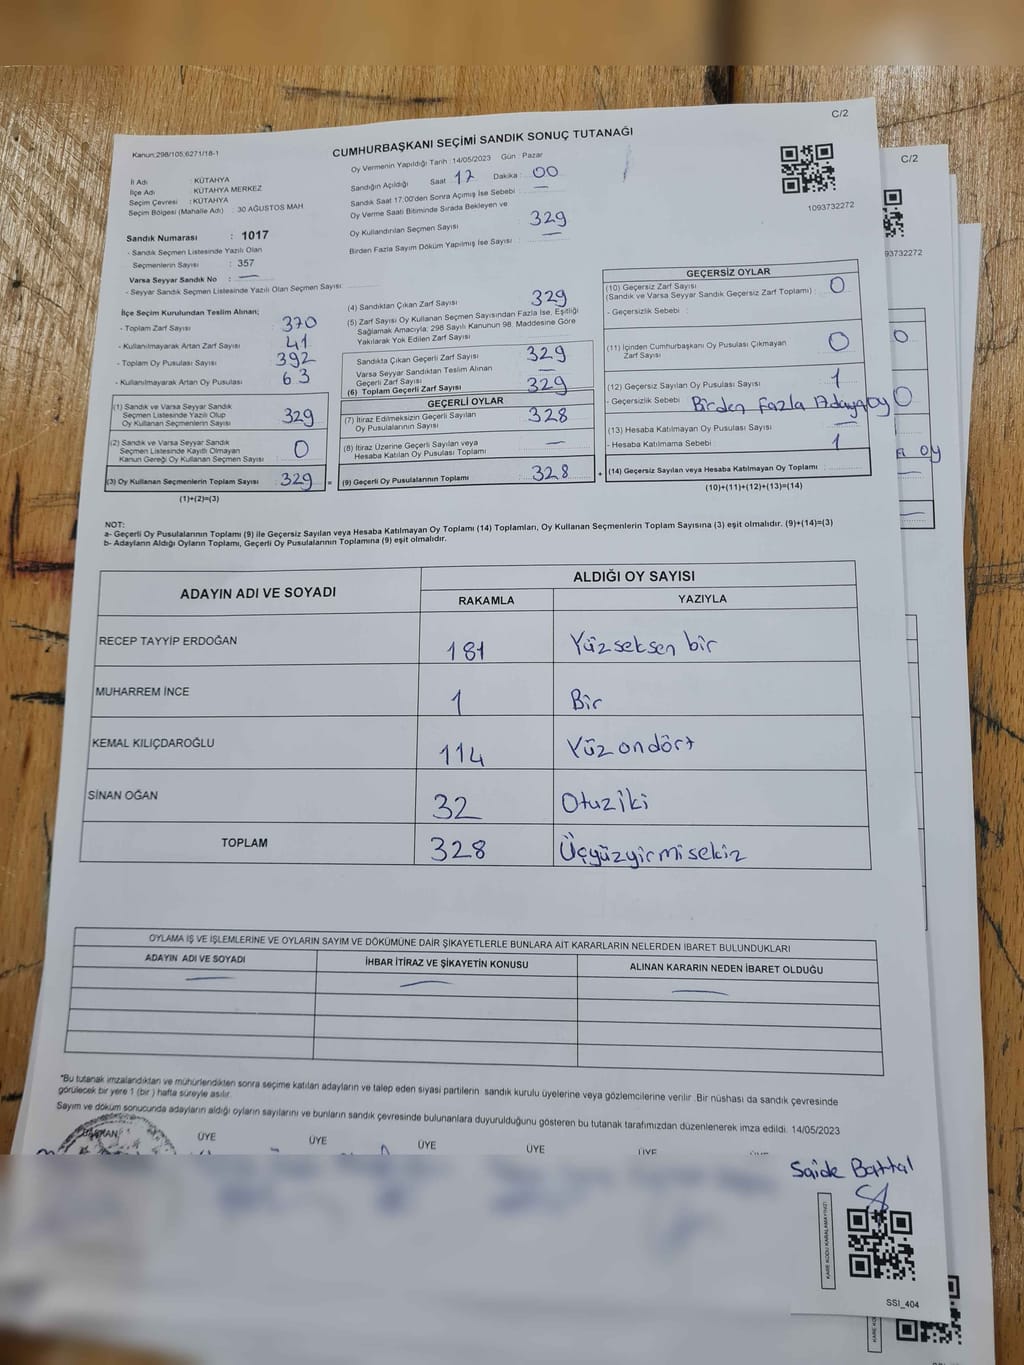 C/2
Kanun:298/105,6271/18-1
CUMHURBAŞKANI SEÇİMİ SANDIK SONUÇ TUTANAĞI
Oy Vermenin Yapıldığı Tarih : 14/05/2023 Gün : Pazar
İl Adı : KÜTAHYA
İlçe Adı : KÜTAHYA MERKEZ
Seçim Çevresi : KÜTAHYA
Seçim Bölgesi (Mahalle Adı) : 30 AĞUSTOS MAH.
Sandığın Açıldığı Saat 17 Dakika : 00
Sandık Saat 17:00'den Sonra Açımış İse Sebebi : —
Oy Verme Saati Bitiminde Sırada Bekleyen ve
Oy Kullandırılan Seçmen Sayısı : 329
Birden Fazla Sayım Döküm Yapılmış İse Sayısı : —
1093732272
Sandık Numarası : 1017
- Sandık Seçmen Listesinde Yazılı Olan
Seçmenlerin Sayısı : 357
Varsa Seyyar Sandık No : —
- Seyyar Sandık Seçmen Listesinde Yazılı Olan Seçmen Sayısı:
İlçe Seçim Kurulundan Teslim Alınan;
- Toplam Zarf Sayısı : 370
- Kullanılmayarak Artan Zarf Sayısı : 41
- Toplam Oy Pusulası Sayısı : 392
- Kullanılmayarak Artan Oy Pusulası : 63
(1) Sandık ve Varsa Seyyar Sandık
Seçmen Listesinde Yazılı Olup
Oy Kullanan Seçmenlerin Sayısı : 329
(2) Sandık ve Varsa Seyyar Sandık
Seçmen Listesinde Kayıtlı Olmayan
Kanun Gereği Oy Kullanan Seçmen Sayısı : 0
(3) Oy Kullanan Seçmenlerin Toplam Sayısı : 329 =
(1)+(2)=(3)
(4) Sandıktan Çıkan Zarf Sayısı : 329
(5) Zarf Sayısı Oy Kullanan Seçmen Sayısından Fazla İse, Eşitliği
Sağlamak Amacıyla; 298 Sayılı Kanunun 98. Maddesine Göre
Yakılarak Yok Edilen Zarf Sayısı :
Sandıkta Çıkan Geçerli Zarf Sayısı : 329
Varsa Seyyar Sandıktan Teslim Alınan
Geçerli Zarf Sayısı : —
(6) Toplam Geçerli Zarf Sayısı : 329
GEÇERLİ OYLAR
(7) İtiraz Edilmeksizin Geçerli Sayılan
Oy Pusulasının Sayısı : 328
(8) İtiraz Üzerine Geçerli Sayılan veya
Hesaba Katılan Oy Pusulası Toplamı : —
(9) Geçerli Oy Pusulalarının Toplamı : 328 +
GEÇERSİZ OYLAR
(10) Geçersiz Zarf Sayısı
(Sandık ve Varsa Seyyar Sandık Geçersiz Zarf Toplamı) : 0
- Geçersizlik Sebebi :
(11) İçinden Cumhurbaşkanı Oy Pusulası Çıkmayan
Zarf Sayısı : 0
(12) Geçersiz Sayılan Oy Pusulası Sayısı : 1
- Geçersizlik Sebebi : Birden Fazla Adaya oy
(13) Hesaba Katılmayan Oy Pusulası Sayısı : —
- Hesaba Katılmama Sebebi : 1
(14) Geçersiz Sayılan veya Hesaba Katılmayan Oy Toplamı :
(10)+(11)+(12)+(13)=(14)
NOT:
a- Geçerli Oy Pusulalarının Toplamı (9) ile Geçersiz Sayılan veya Hesaba Katılmayan Oy Toplamı (14) Toplamları, Oy Kullanan Seçmenlerin Toplam Sayısına (3) eşit olmalıdır. (9)+(14)=(3)
b- Adayların Aldığı Oyların Toplamı, Geçerli Oy Pusulalarının Toplamına (9) eşit olmalıdır.
ADAYIN ADI VE SOYADI
ALDIĞI OY SAYISI
RAKAMLA YAZIYLA
RECEP TAYYİP ERDOĞAN 181 Yüzseksen bir
MUHARREM İNCE 1 Bir
KEMAL KILIÇDAROĞLU 114 Yüz ondört
SİNAN OĞAN 32 Otuziki
TOPLAM 328 Üçyüzyirmisekiz
OYLAMA İŞ VE İŞLEMLERİNE VE OYLARIN SAYIM VE DÖKÜMÜNE DAİR ŞİKAYETLERLE BUNLARA AİT KARARLARIN NELERDEN İBARET BULUNDUKLARI
ADAYIN ADI VE SOYADI İHBAR İTİRAZ VE ŞİKAYETİN KONUSU ALINAN KARARIN NEDEN İBARET OLDUĞU
— — —
*Bu tutanak imzalandıktan ve mühürlendikten sonra seçime katılan adayların ve talep eden siyasi partilerin sandık kurulu üyelerine veya gözlemcilerine verilir. Bir nüshası da sandık çevresinde
görülecek bir yere 1 (bir) hafta süreyle asılır.
Sayım ve döküm sonucunda adayların aldığı oyların sayılarını ve bunların sandık çevresinde bulunanlara duyurulduğunu gösteren bu tutanak tarafımızdan düzenlenerek imza edildi. 14/05/2023
BAŞKAN ÜYE ÜYE ÜYE ÜYE ÜYE
Saide Battal
KARE KODU KARALAMAYINIZ!
SSI_404
C/2
93732272
0
0
oy
KARE KO